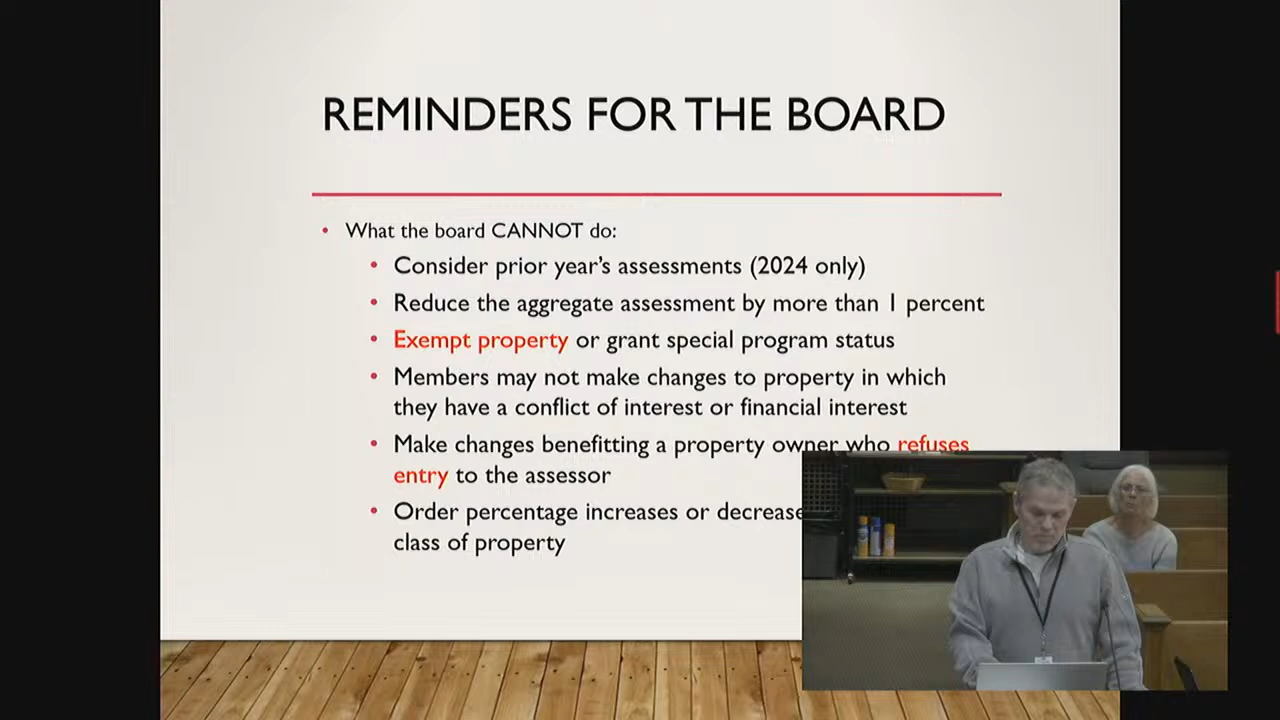 REMINDERS FOR THE BOARD
• What the board CANNOT do:
• Consider prior year's assessments (2024 only)
• Reduce the aggregate assessment by more than 1 percent
• Exempt property or grant special program status
• Members may not make changes to property in which
they have a conflict of interest or financial interest
• Make changes benefitting a property owner who refuses
entry to the assessor
• Order percentage increases or decrease
class of property